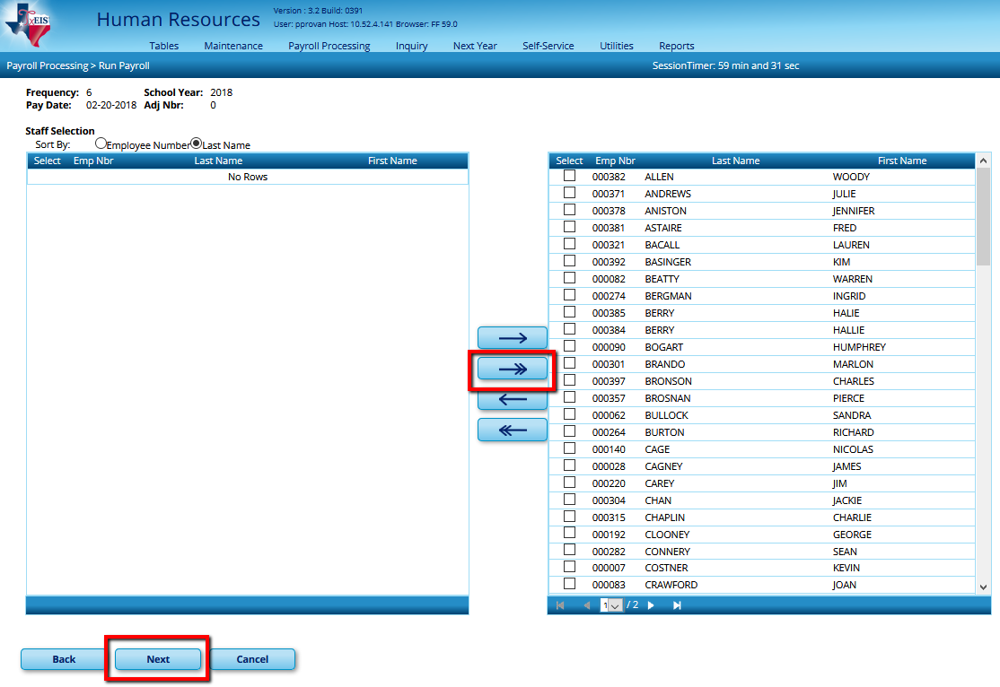 TxEIS
Human Resources
Version : 3.2 Build: 0391
User: pprovan Host: 10.52.4.141 Browser: FF 59.0
Tables Maintenance Payroll Processing Inquiry Next Year Self-Service Utilities Reports
Payroll Processing > Run Payroll
SessionTimer: 59 min and 31 sec
Frequency: 6 School Year: 2018
Pay Date: 02-20-2018 Adj Nbr: 0
Staff Selection
Sort By: Employee Number Last Name
Select Emp Nbr Last Name First Name
No Rows
Select Emp Nbr Last Name First Name
000382 ALLEN WOODY
000371 ANDREWS JULIE
000378 ANISTON JENNIFER
000381 ASTAIRE FRED
000321 BACALL LAUREN
000392 BASINGER KIM
000082 BEATTY WARREN
000274 BERGMAN INGRID
000385 BERRY HALIE
000384 BERRY HALLIE
000090 BOGART HUMPHREY
000301 BRANDO MARLON
000397 BRONSON CHARLES
000357 BROSNAN PIERCE
000062 BULLOCK SANDRA
000264 BURTON RICHARD
000140 CAGE NICOLAS
000028 CAGNEY JAMES
000220 CAREY JIM
000304 CHAN JACKIE
000315 CHAPLIN CHARLIE
000192 CLOONEY GEORGE
000282 CONNERY SEAN
000007 COSTNER KEVIN
000083 CRAWFORD JOAN
1 / 2
Back Next Cancel